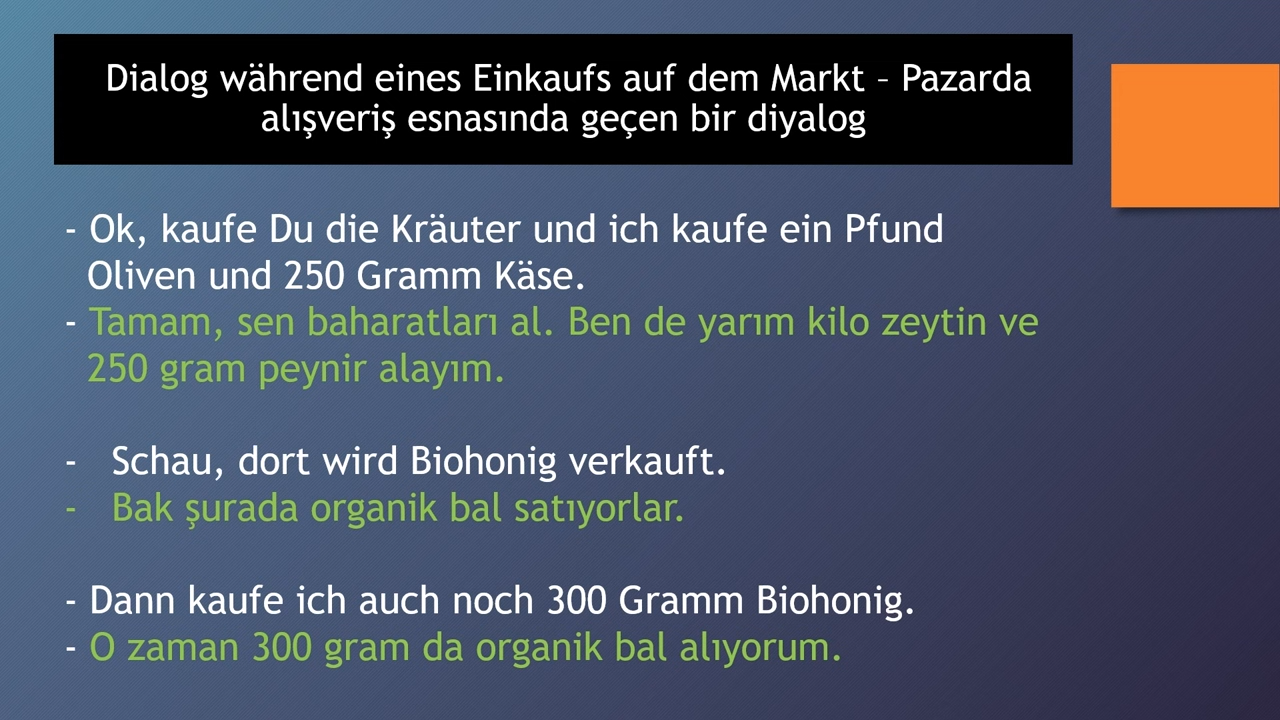 Dialog während eines Einkaufs auf dem Markt – Pazarda
alışveriş esnasında geçen bir diyalog
- Ok, kaufe Du die Kräuter und ich kaufe ein Pfund
Oliven und 250 Gramm Käse.
- Tamam, sen baharatları al. Ben de yarım kilo zeytin ve
250 gram peynir alayım.
- Schau, dort wird Biohonig verkauft.
- Bak şurada organik bal satıyorlar.
- Dann kaufe ich auch noch 300 Gramm Biohonig.
- O zaman 300 gram da organik bal alıyorum.